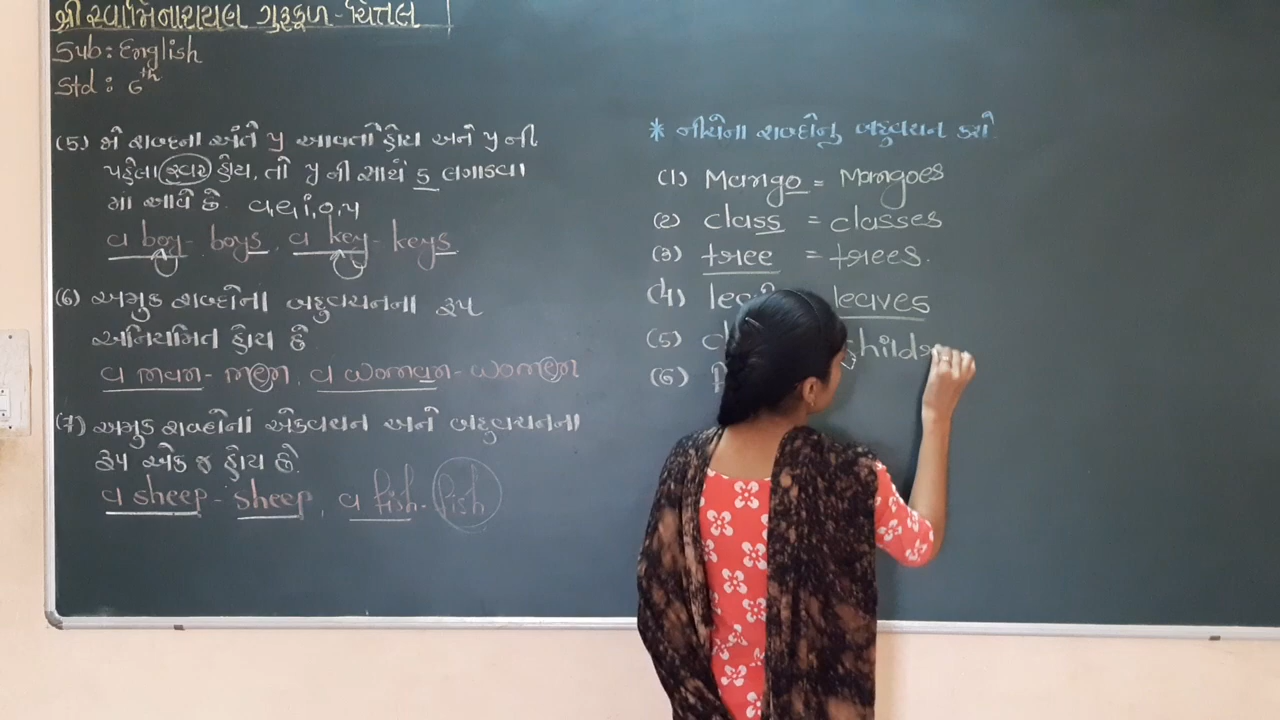 શ્રી સ્વામિનારાયણ ગુરુકુળ - ચિત્તલ
Sub: English
Std: 6th
(5) જે શબ્દના અંતે y આવતો હોય અને y ની
પહેલા સ્વર હોય, તો y ની સાથે s લગાડવા
માં આવે છે.
a boy - boys, a key - keys.
(6) અમુક શબ્દોના બહુવચનના રૂપ
અનિયમિત હોય છે
a man - men, a woman - women
(7) અમુક શબ્દોનાં એકવચન અને બહુવચનના
રૂપ એક જ હોય છે.
a sheep - sheep, a fish - fish
* નીચેના શબ્દોનુ બહુવચન કરો
(1) Mango = Mangoes
(2) class = classes
(3) tree = trees.
(4) leaves
(5) childr
(6)